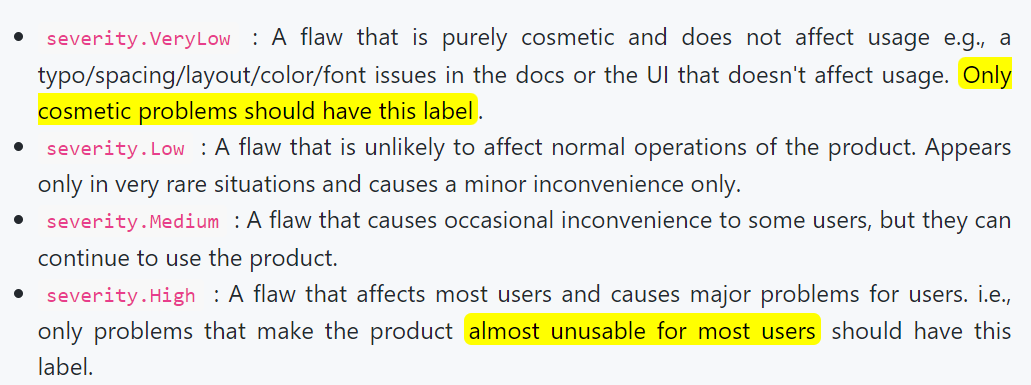 severity.VeryLow : A flaw that is purely cosmetic and does not affect usage e.g., a
typo/spacing/layout/color/font issues in the docs or the UI that doesn't affect usage. Only
cosmetic problems should have this label.
severity.Low : A flaw that is unlikely to affect normal operations of the product. Appears
only in very rare situations and causes a minor inconvenience only.
severity.Medium : A flaw that causes occasional inconvenience to some users, but they can
continue to use the product.
severity.High : A flaw that affects most users and causes major problems for users. i.e.,
only problems that make the product almost unusable for most users should have this
label.